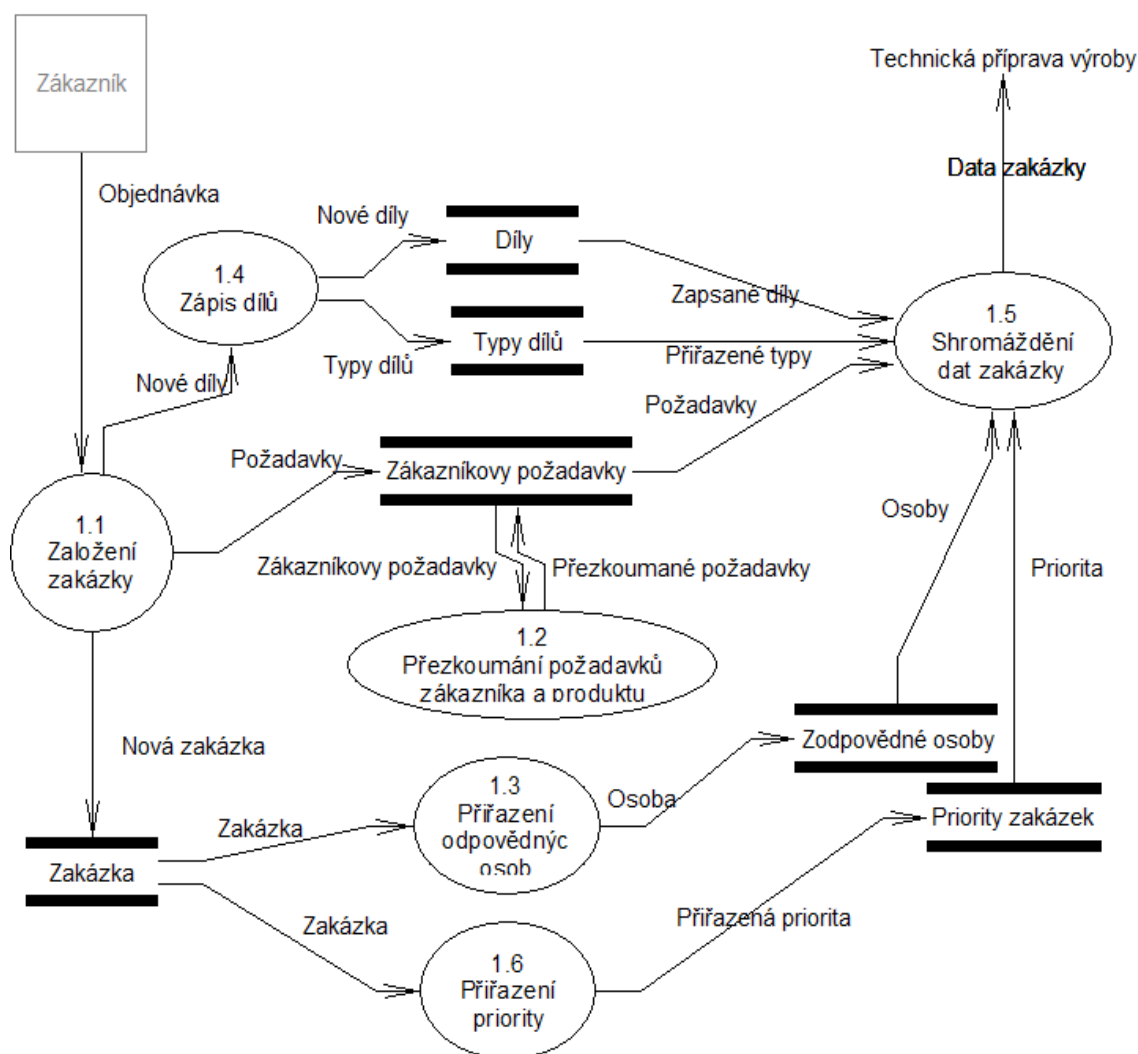 Zákazník
Technická příprava výroby
Data zakázky
Objednávka
Nové díly
Díly
1.4
Zápis dílů
Zapsané díly
1.5
Shromáždění
dat zakázky
Typy dílů
Typy dílů
Přiřazené typy
Nové díly
Požadavky
Požadavky
Zákazníkovy požadavky
1.1
Založení
zakázky
Osoby
Zákazníkovy požadavky
Přezkoumané požadavky
Priorita
1.2
Přezkoumání požadavků
zákazníka a produktu
Nová zakázka
Zodpovědné osoby
1.3
Přiřazení
odpovědnýc
osob
Osoba
Priority zakázek
Zakázka
Zakázka
Zakázka
Přiřazená priorita
1.6
Přiřazení
priority